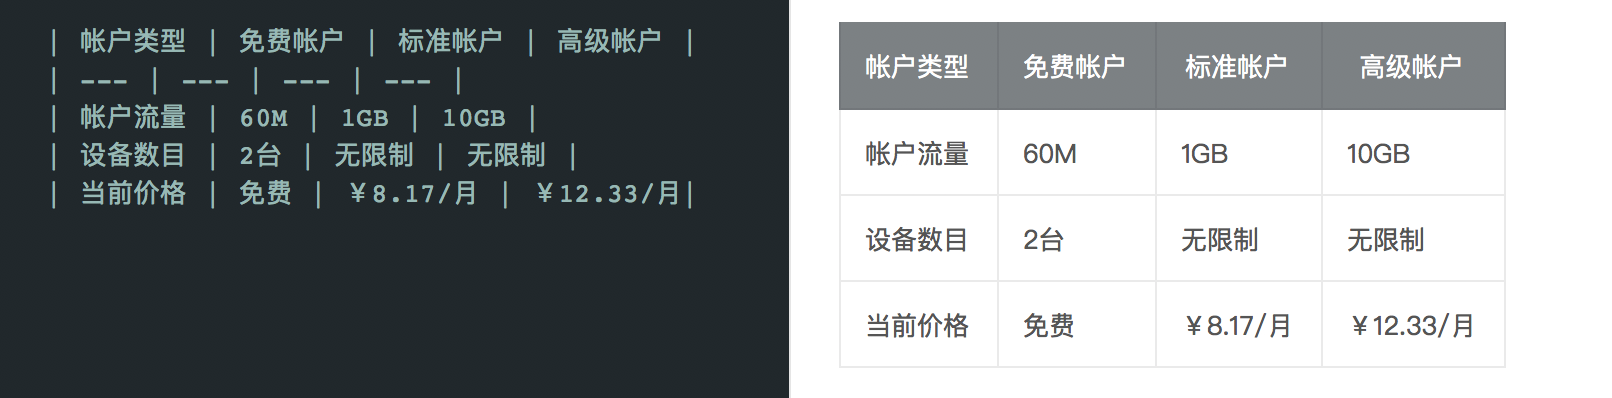 | 帐户类型 | 免费帐户 | 标准帐户 | 高级帐户 |
| --- | --- | --- | --- |
| 帐户流量 | 60M | 1GB | 10GB |
| 设备数目 | 2台 | 无限制 | 无限制 |
| 当前价格 | 免费 | ￥8.17/月 | ￥12.33/月|
帐户类型 免费帐户 标准帐户 高级帐户
帐户流量 60M 1GB 10GB
设备数目 2台 无限制 无限制
当前价格 免费 ￥8.17/月 ￥12.33/月